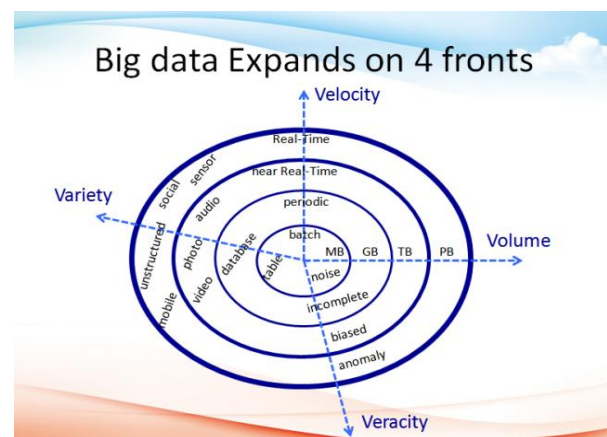 Big data Expands on 4 fronts
Velocity
Real-Time
near Real-Time
periodic
batch
Variety
social
sensor
audio
unstructured
photo
database
table
mobile
video
MB
GB
TB
PB
Volume
noise
incomplete
biased
anomaly
Veracity